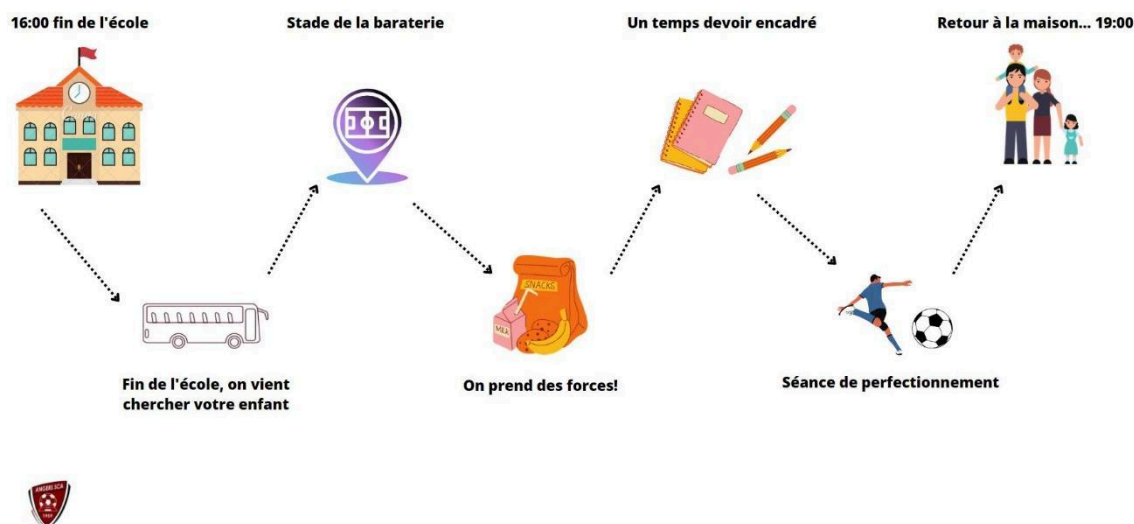 16:00 fin de l'école
Stade de la baraterie
Un temps devoir encadré
Retour à la maison... 19:00
SNACKS
MILK
Fin de l'école, on vient
chercher votre enfant
On prend des forces!
Séance de perfectionnement